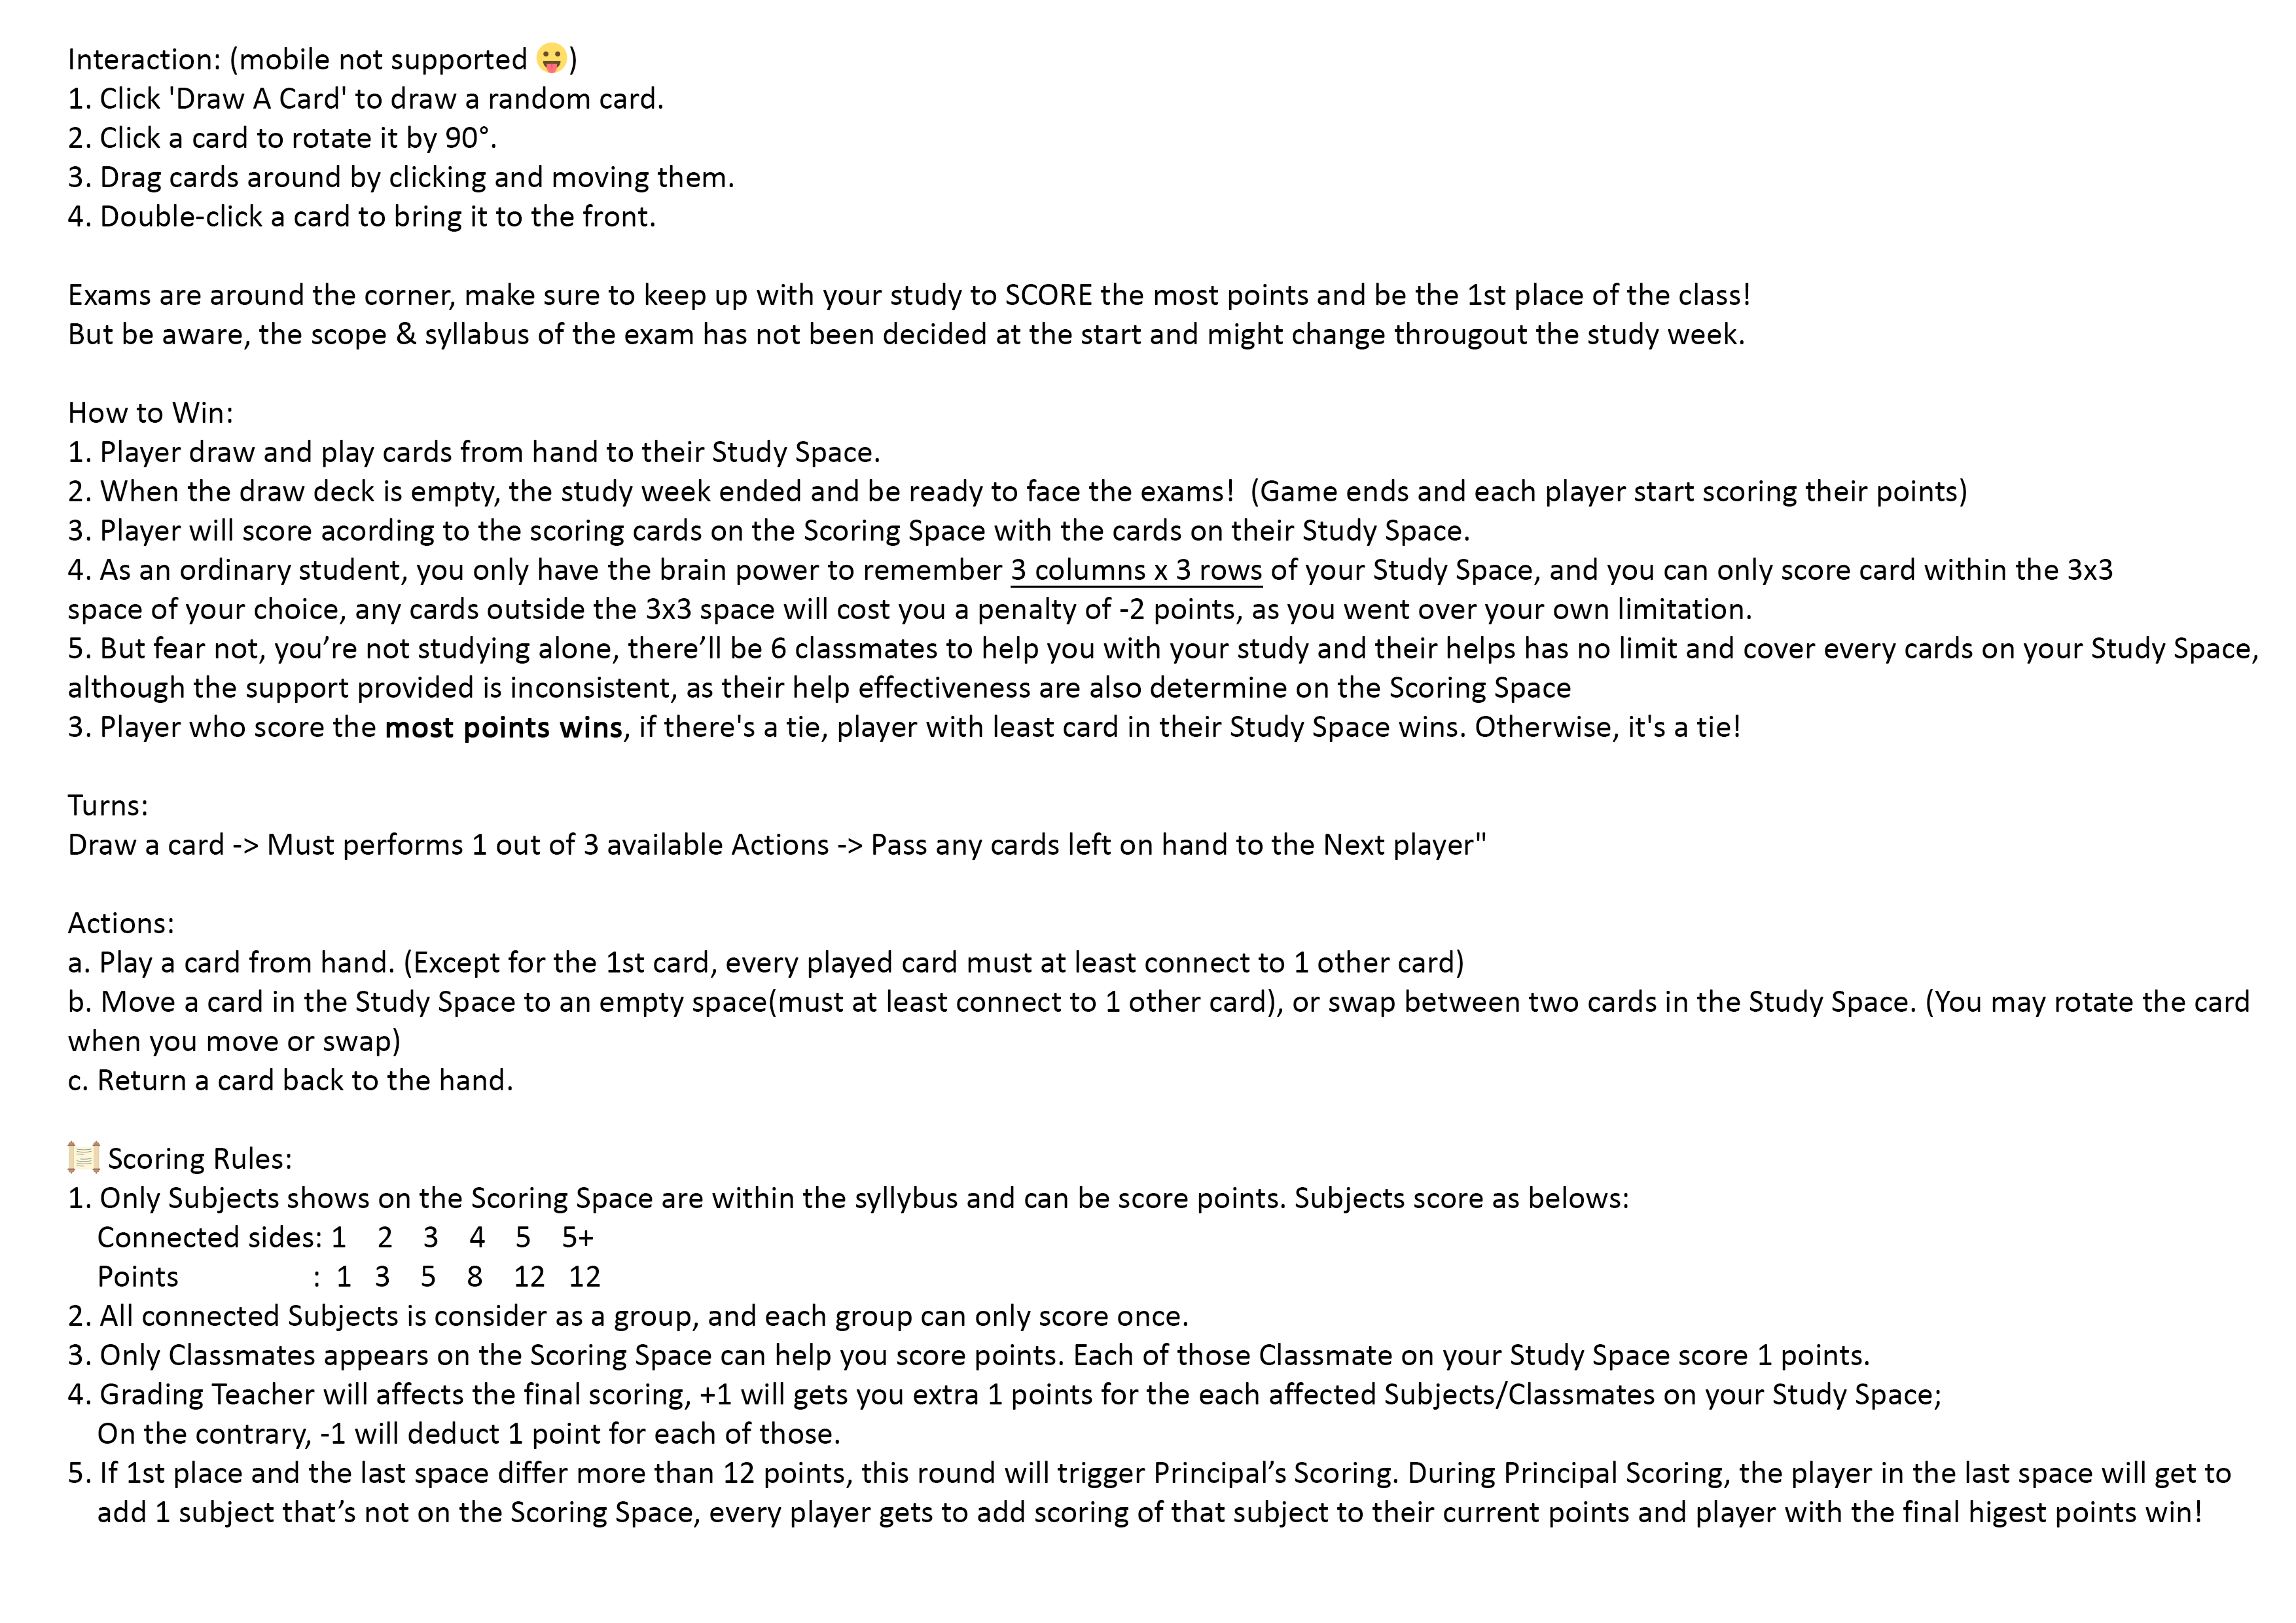 Interaction: (mobile not supported 😛)
1. Click 'Draw A Card' to draw a random card.
2. Click a card to rotate it by 90°.
3. Drag cards around by clicking and moving them.
4. Double-click a card to bring it to the front.
Exams are around the corner, make sure to keep up with your study to SCORE the most points and be the 1st place of the class!
But be aware, the scope & syllabus of the exam has not been decided at the start and might change througout the study week.
How to Win:
1. Player draw and play cards from hand to their Study Space.
2. When the draw deck is empty, the study week ended and be ready to face the exams!  (Game ends and each player start scoring their points)
3. Player will score acording to the scoring cards on the Scoring Space with the cards on their Study Space.
4. As an ordinary student, you only have the brain power to remember 3 columns x 3 rows of your Study Space, and you can only score card within the 3x3
space of your choice, any cards outside the 3x3 space will cost you a penalty of -2 points, as you went over your own limitation.
5. But fear not, you’re not studying alone, there’ll be 6 classmates to help you with your study and their helps has no limit and cover every cards on your Study Space,
although the support provided is inconsistent, as their help effectiveness are also determine on the Scoring Space
3. Player who score the most points wins, if there's a tie, player with least card in their Study Space wins. Otherwise, it's a tie!
Turns:
Draw a card -> Must performs 1 out of 3 available Actions -> Pass any cards left on hand to the Next player"
Actions:
a. Play a card from hand. (Except for the 1st card, every played card must at least connect to 1 other card)
b. Move a card in the Study Space to an empty space(must at least connect to 1 other card), or swap between two cards in the Study Space. (You may rotate the card
when you move or swap)
c. Return a card back to the hand.
Scoring Rules:
1. Only Subjects shows on the Scoring Space are within the syllybus and can be score points. Subjects score as belows:
Connected sides: 1 2 3 4 5 5+
Points : 1 3 5 8 12 12
2. All connected Subjects is consider as a group, and each group can only score once.
3. Only Classmates appears on the Scoring Space can help you score points. Each of those Classmate on your Study Space score 1 points.
4. Grading Teacher will affects the final scoring, +1 will gets you extra 1 points for the each affected Subjects/Classmates on your Study Space;
On the contrary, -1 will deduct 1 point for each of those.
5. If 1st place and the last space differ more than 12 points, this round will trigger Principal’s Scoring. During Principal Scoring, the player in the last space will get to
add 1 subject that’s not on the Scoring Space, every player gets to add scoring of that subject to their current points and player with the final higest points win!